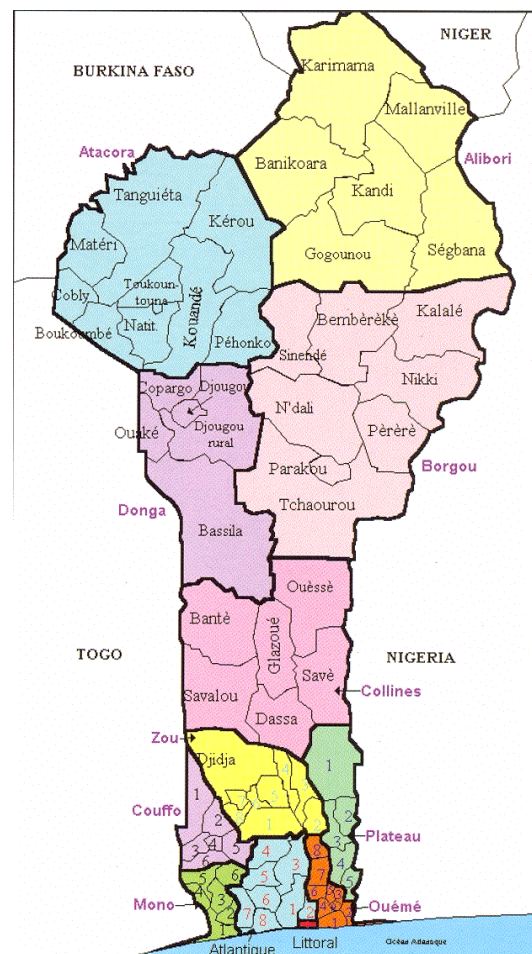 NIGER
BURKINA FASO
Karimama
Mallanville
Atacora
Alibori
Banikoara
Kandi
Tanguiéta
Kérou
Matéri
Gogounou
Ségbana
Toukoun-
touna
Cobly
Kouandé
Kalalé
Bembèrèkè
Boukoumbé
Natit.
Péhonko
Sinendé
Nikki
Copargo
Djougou
N'dali
Ouaké
Djougou
rural
Pèrèrè
Parakou
Borgou
Tchaourou
Donga
Bassila
Ouèssè
Bantè
Glazoué
TOGO
NIGERIA
Savè
Savalou
Collines
Dassa
Zou
Djidja
Couffo
Plateau
Mono
Ouémé
Atlantique
Littoral
Océan Atlantique